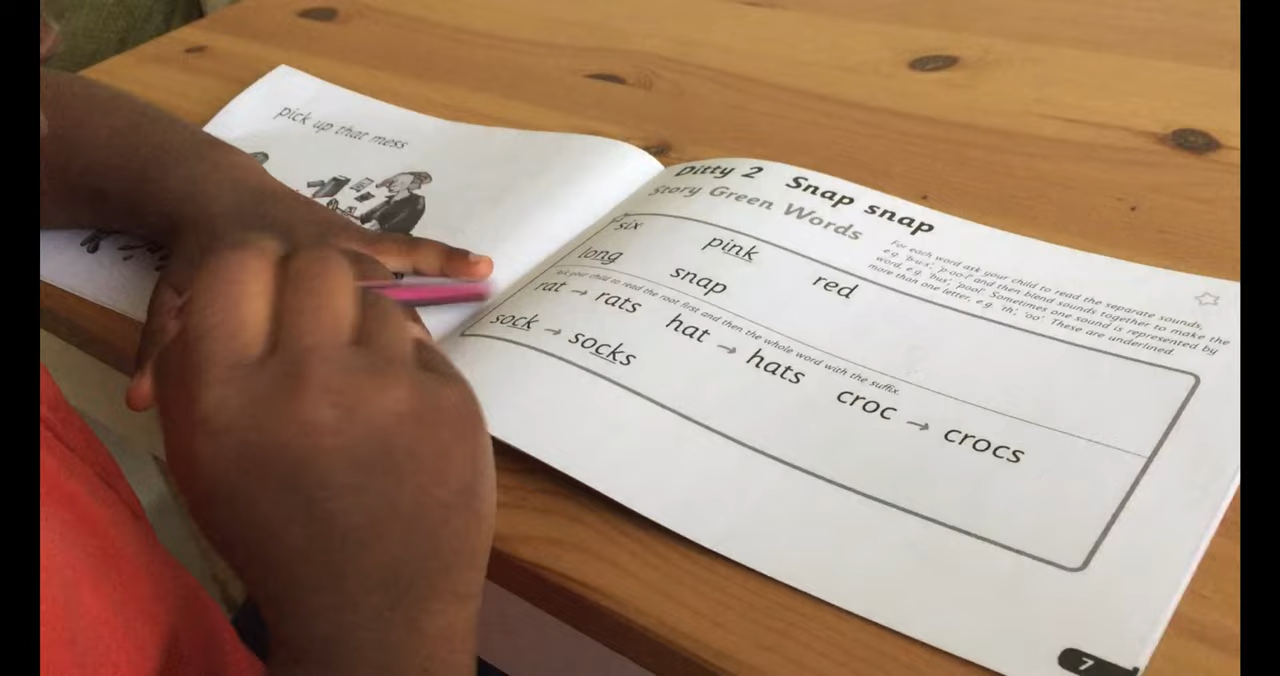 pick up that mess
Ditty 2 Snap snap
Story Green Words
For each word ask your child to read the separate sounds,
e.g. 'b-u-s', 'p-oo-l' and then blend sounds together to make the
word, e.g. 'bus', 'pool'. Sometimes one sound is represented by
more than one letter, e.g. 'th', 'oo'. These are underlined.
six pink red
long snap
Ask your child to read the root first and then the whole word with the suffix.
rat → rats hat → hats croc → crocs
sock → socks
7